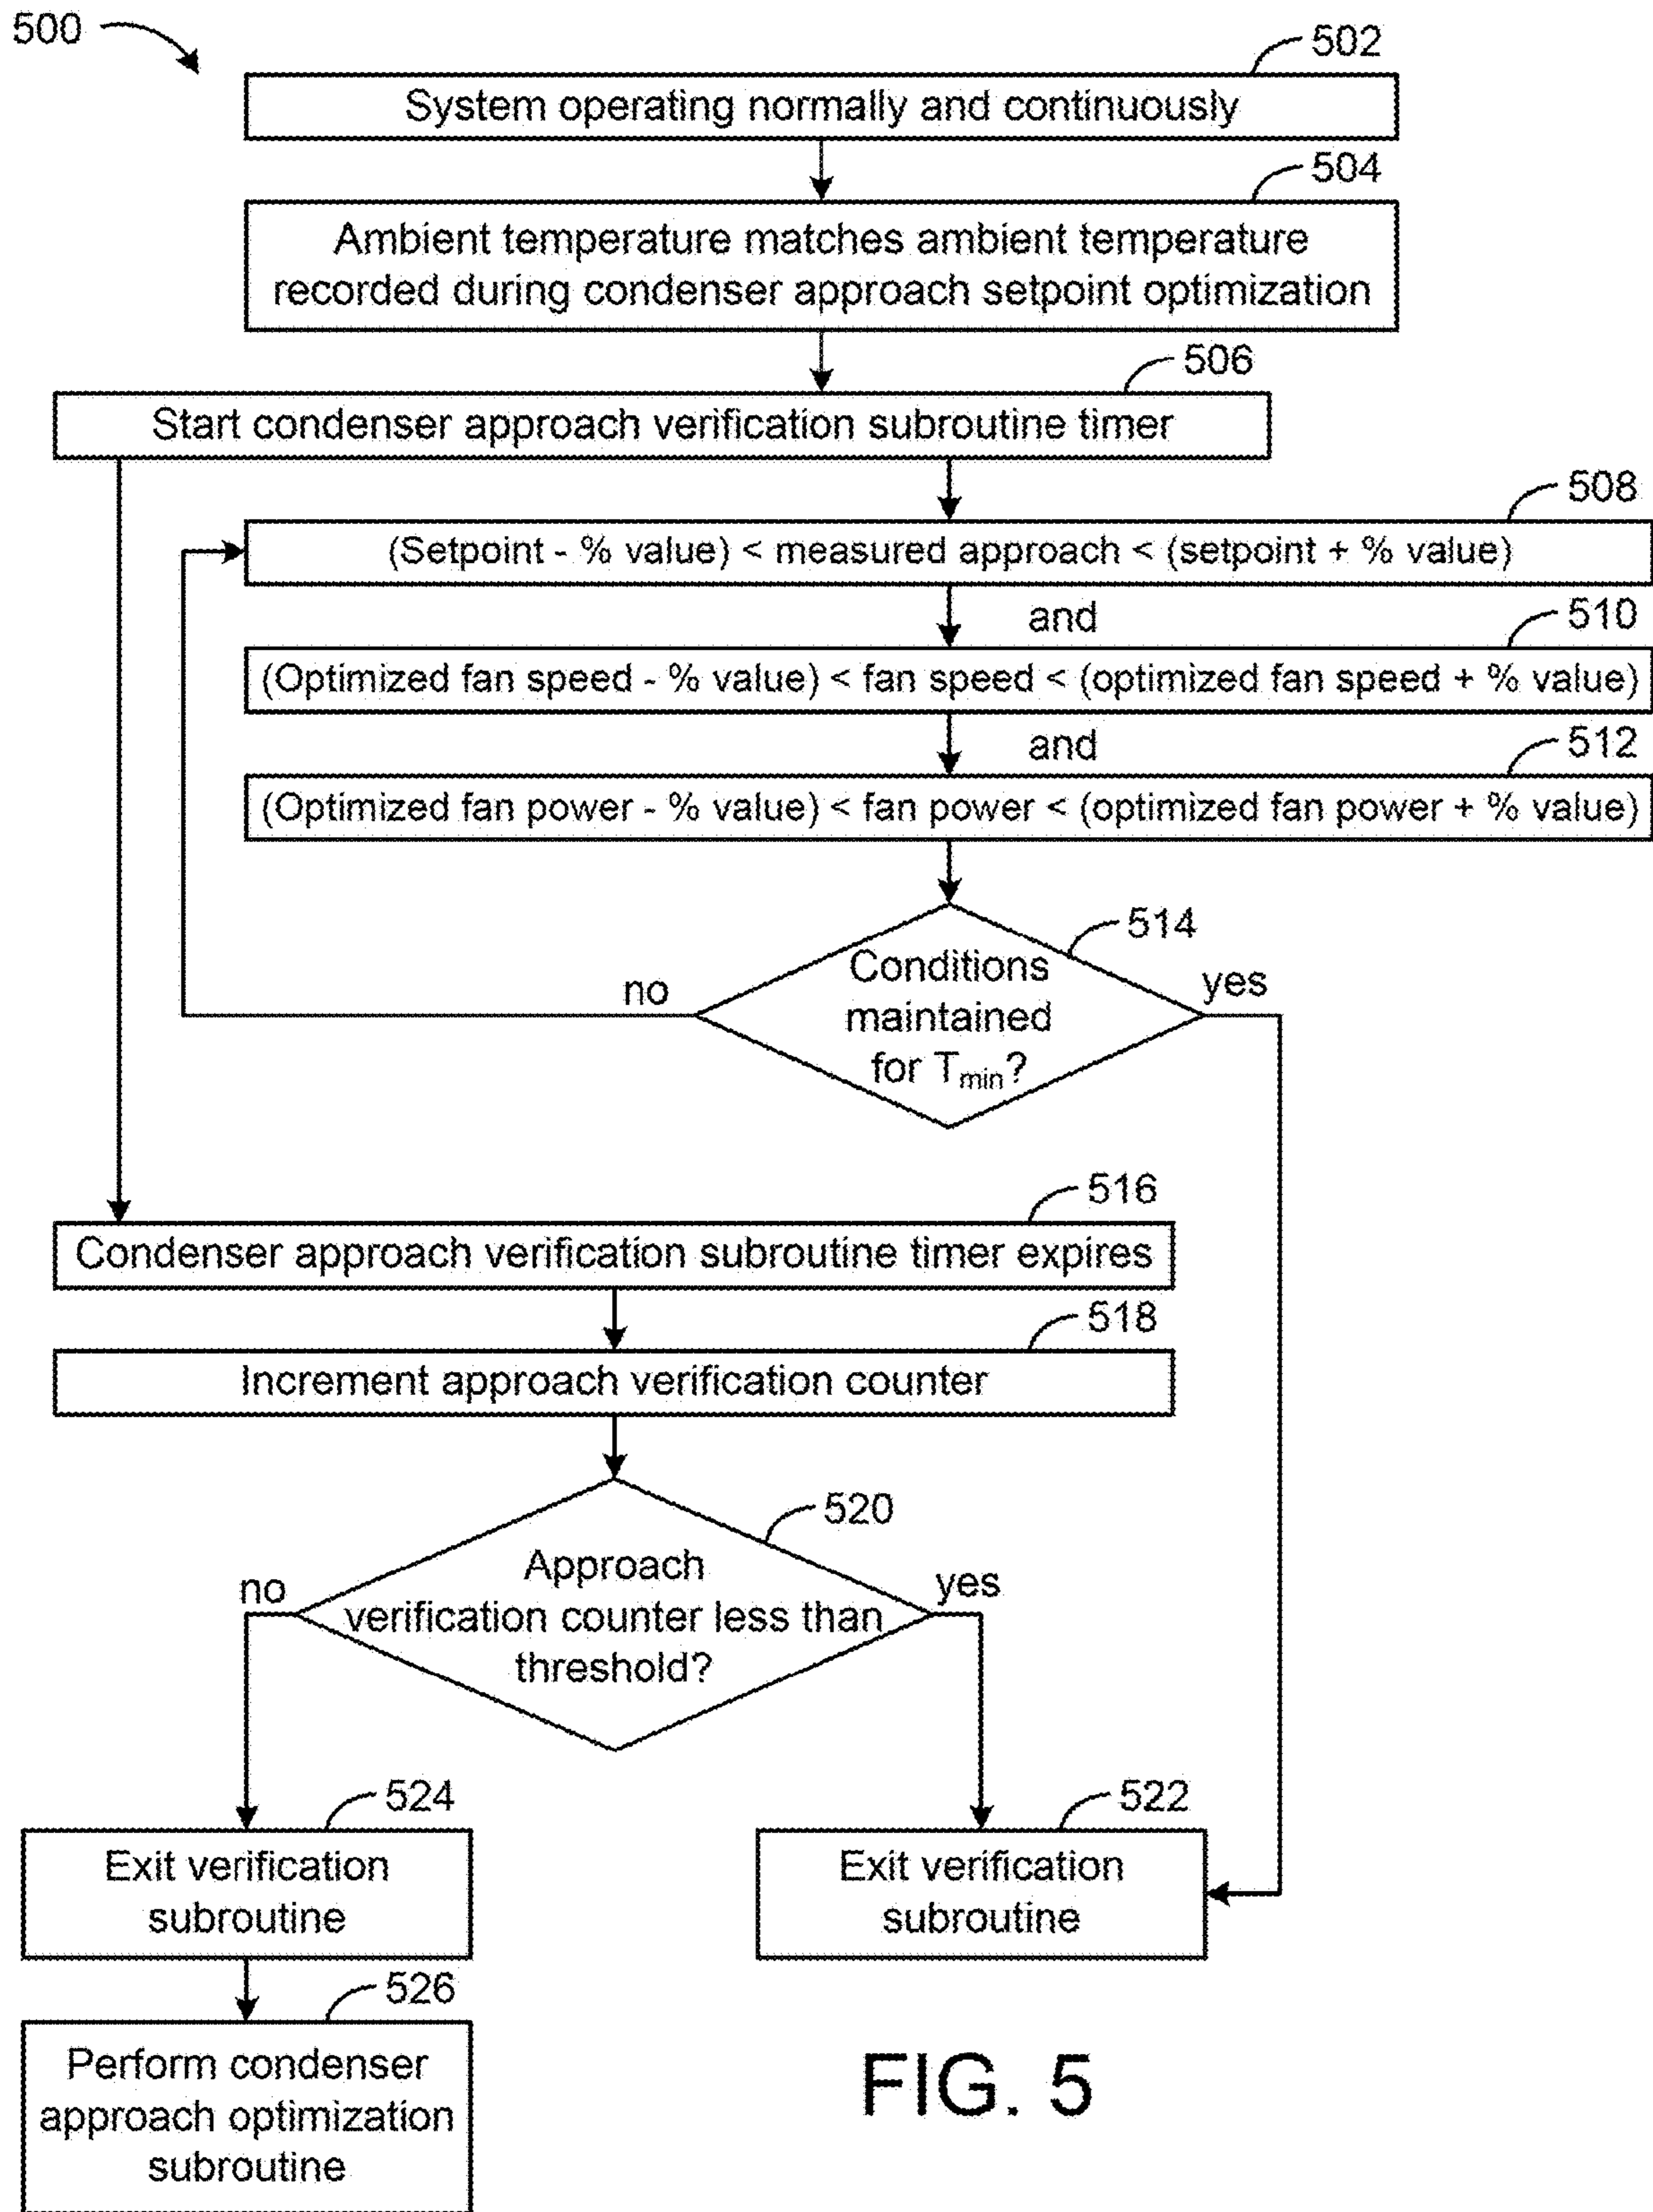 500
502
System operating normally and continuously
504
Ambient temperature matches ambient temperature
recorded during condenser approach setpoint optimization
506
Start condenser approach verification subroutine timer
508
(Setpoint - % value) < measured approach < (setpoint + % value)
and
510
(Optimized fan speed - % value) < fan speed < (optimized fan speed + % value)
and
512
(Optimized fan power - % value) < fan power < (optimized fan power + % value)
514
Conditions
maintained
for Tmin?
no
yes
516
Condenser approach verification subroutine timer expires
518
Increment approach verification counter
520
Approach
verification counter less than
threshold?
no
yes
524
Exit verification
subroutine
522
Exit verification
subroutine
526
Perform condenser
approach optimization
subroutine
FIG. 5